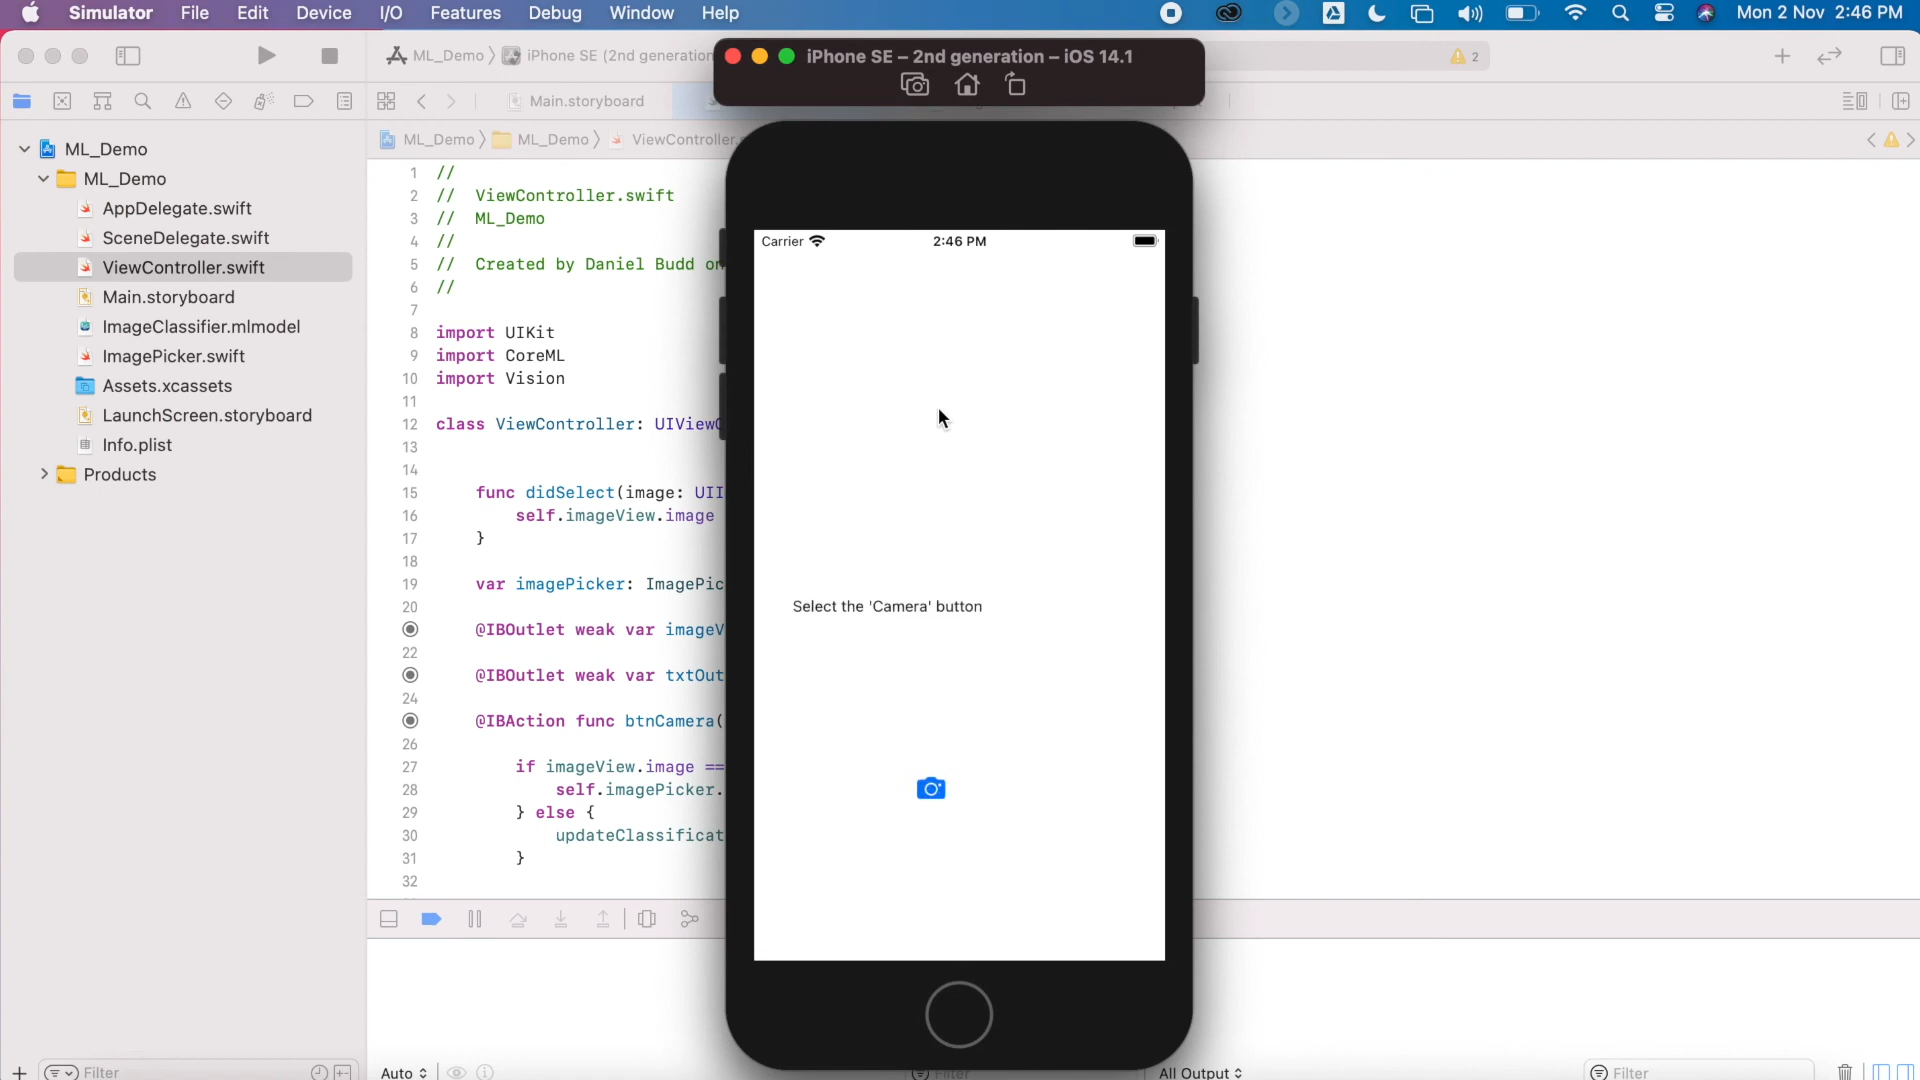 Simulator File Edit Device I/O Features Debug Window Help Mon 2 Nov 2:46 PM
ML_Demo iPhone SE (2nd generation 2
iPhone SE – 2nd generation – iOS 14.1
Main.storyboard
ML_Demo ML_Demo ViewController.
ML_Demo
ML_Demo
AppDelegate.swift
SceneDelegate.swift
ViewController.swift
Main.storyboard
ImageClassifier.mlmodel
ImagePicker.swift
Assets.xcassets
LaunchScreen.storyboard
Info.plist
Products
1 //
2 // ViewController.swift
3 // ML_Demo
4 //
5 // Created by Daniel Budd on
6 //
7
8 import UIKit
9 import CoreML
10 import Vision
11
12 class ViewController: UIViewC
13
14
15 func didSelect(image: UII
16 self.imageView.image
17 }
18
19 var imagePicker: ImagePic
20
@IBOutlet weak var imageV
22
@IBOutlet weak var txtOut
24
@IBAction func btnCamera(
26
27 if imageView.image ==
28 self.imagePicker.
29 } else {
30 updateClassificat
31 }
32
Carrier 2:46 PM
Select the 'Camera' button
Filter Auto Filter All Output Filter